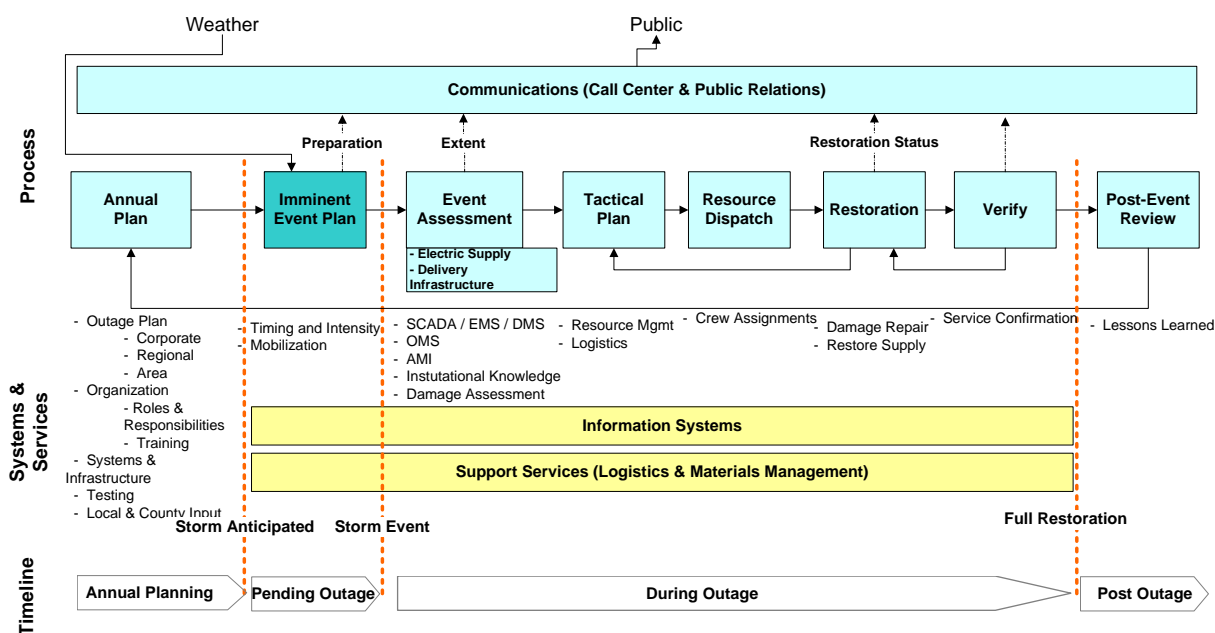 Weather
Public
Communications (Call Center & Public Relations)
Process
Preparation
Extent
Restoration Status
Annual
Plan
Imminent
Event Plan
Event
Assessment
Tactical
Plan
Resource
Dispatch
Restoration
Verify
Post-Event
Review
- Electric Supply
- Delivery
Infrastructure
- Outage Plan
- Corporate
- Regional
- Area
- Organization
- Roles &
Responsibilities
- Training
- Systems &
Infrastructure
- Testing
- Local & County Input
- Timing and Intensity
- Mobilization
- SCADA / EMS / DMS
- OMS
- AMI
- Instutational Knowledge
- Damage Assessment
- Resource Mgmt
- Logistics
- Crew Assignments
- Damage Repair
- Restore Supply
- Service Confirmation
- Lessons Learned
Systems &
Services
Information Systems
Support Services (Logistics & Materials Management)
Storm Anticipated
Storm Event
Full Restoration
Timeline
Annual Planning
Pending Outage
During Outage
Post Outage